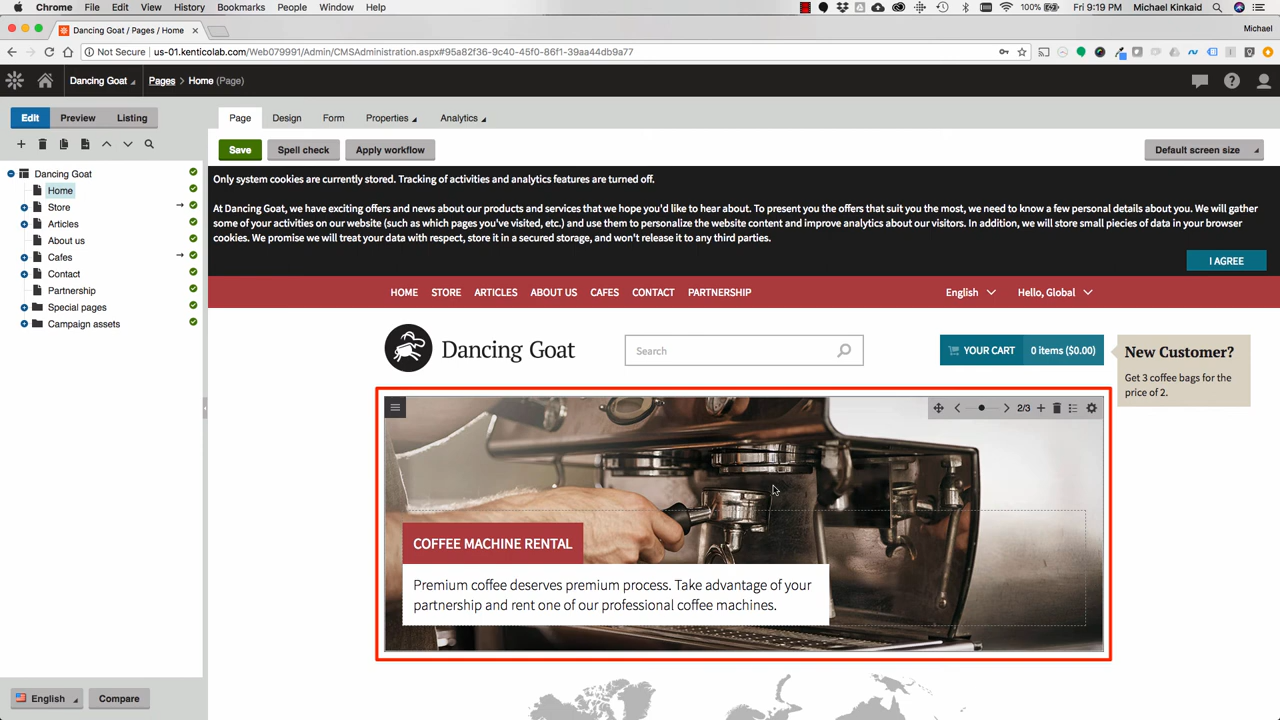 Chrome File Edit View History Bookmarks People Window Help 100% Fri 9:19 PM Michael Kinkaid
Dancing Goat / Pages / Home Michael
Not Secure us-01.kenticolab.com/Web079991/Admin/CMSAdministration.aspx#95a82f36-9c40-45f0-86f1-39aa44db9a77
Dancing Goat Pages > Home (Page)
Edit Preview Listing Page Design Form Properties Analytics
Save Spell check Apply workflow Default screen size
Dancing Goat
Home
Store
Articles
About us
Cafes
Contact
Partnership
Special pages
Campaign assets
English Compare
Only system cookies are currently stored. Tracking of activities and analytics features are turned off.
At Dancing Goat, we have exciting offers and news about our products and services that we hope you'd like to hear about. To present you the offers that suit you the most, we need to know a few personal details about you. We will gather
some of your activities on our website (such as which pages you've visited, etc.) and use them to personalize the website content and improve analytics about our visitors. In addition, we will store small piecies of data in your browser
cookies. We promise we will treat your data with respect, store it in a secured storage, and won't release it to any third parties.
I AGREE
HOME STORE ARTICLES ABOUT US CAFES CONTACT PARTNERSHIP English Hello, Global
Dancing Goat Search YOUR CART 0 items ($0.00)
New Customer?
Get 3 coffee bags for the
price of 2.
2/3
COFFEE MACHINE RENTAL
Premium coffee deserves premium process. Take advantage of your
partnership and rent one of our professional coffee machines.